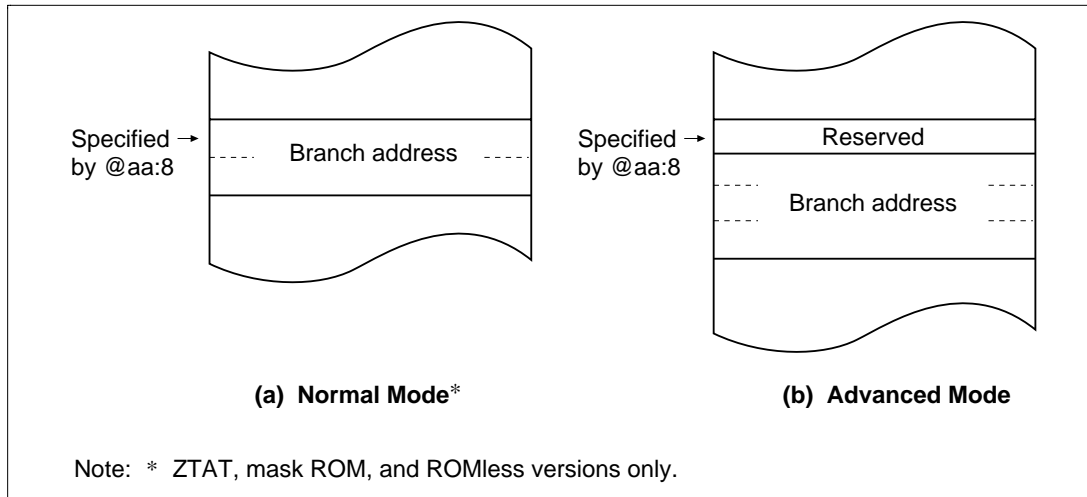 Specified →
by @aa:8
Branch address
(a) Normal Mode*
Specified →
by @aa:8
Reserved
Branch address
(b) Advanced Mode
Note: * ZTAT, mask ROM, and ROMless versions only.